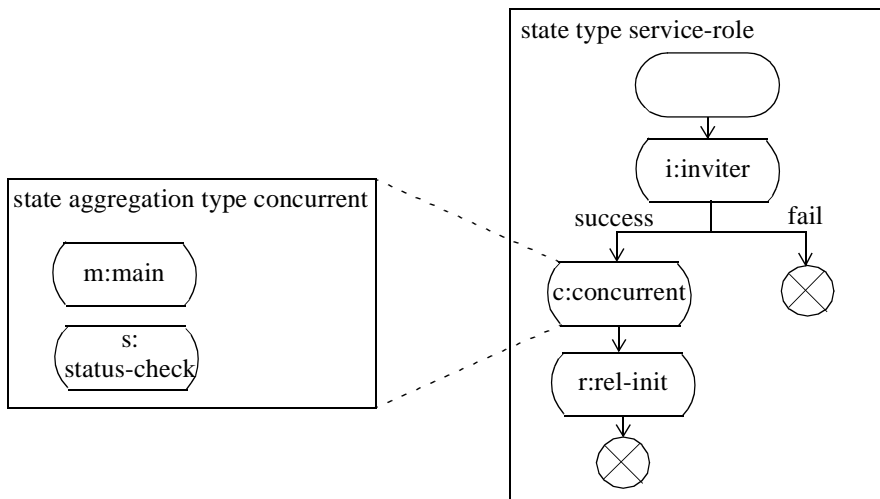 state type service-role
i:inviter
success
fail
c:concurrent
r:rel-init
state aggregation type concurrent
m:main
s:
status-check